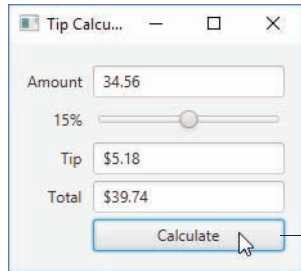 Tip Calcu...
Amount 34.56
15%
Tip $5.18
Total $39.74
Calculate